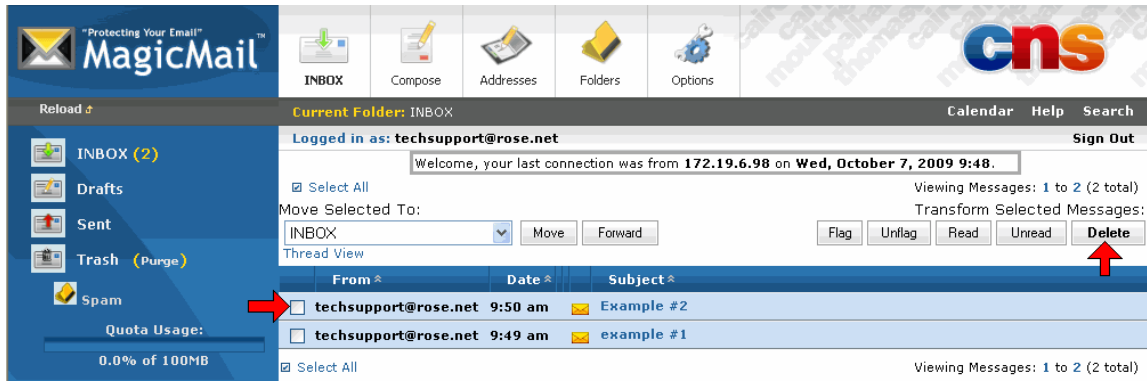 "Protecting Your Email"™
MagicMail
INBOX Compose Addresses Folders Options
cns
Reload
Current Folder: INBOX Calendar Help Search
Logged in as: techsupport@rose.net Sign Out
Welcome, your last connection was from 172.19.6.98 on Wed, October 7, 2009 9:48.
INBOX (2)
Drafts
Sent
Trash (Purge)
Spam
Quota Usage:
0.0% of 100MB
Select All Viewing Messages: 1 to 2 (2 total)
Move Selected To: Transform Selected Messages:
INBOX Move Forward Flag Unflag Read Unread Delete
Thread View
From Date Subject
techsupport@rose.net 9:50 am Example #2
techsupport@rose.net 9:49 am example #1
Select All Viewing Messages: 1 to 2 (2 total)